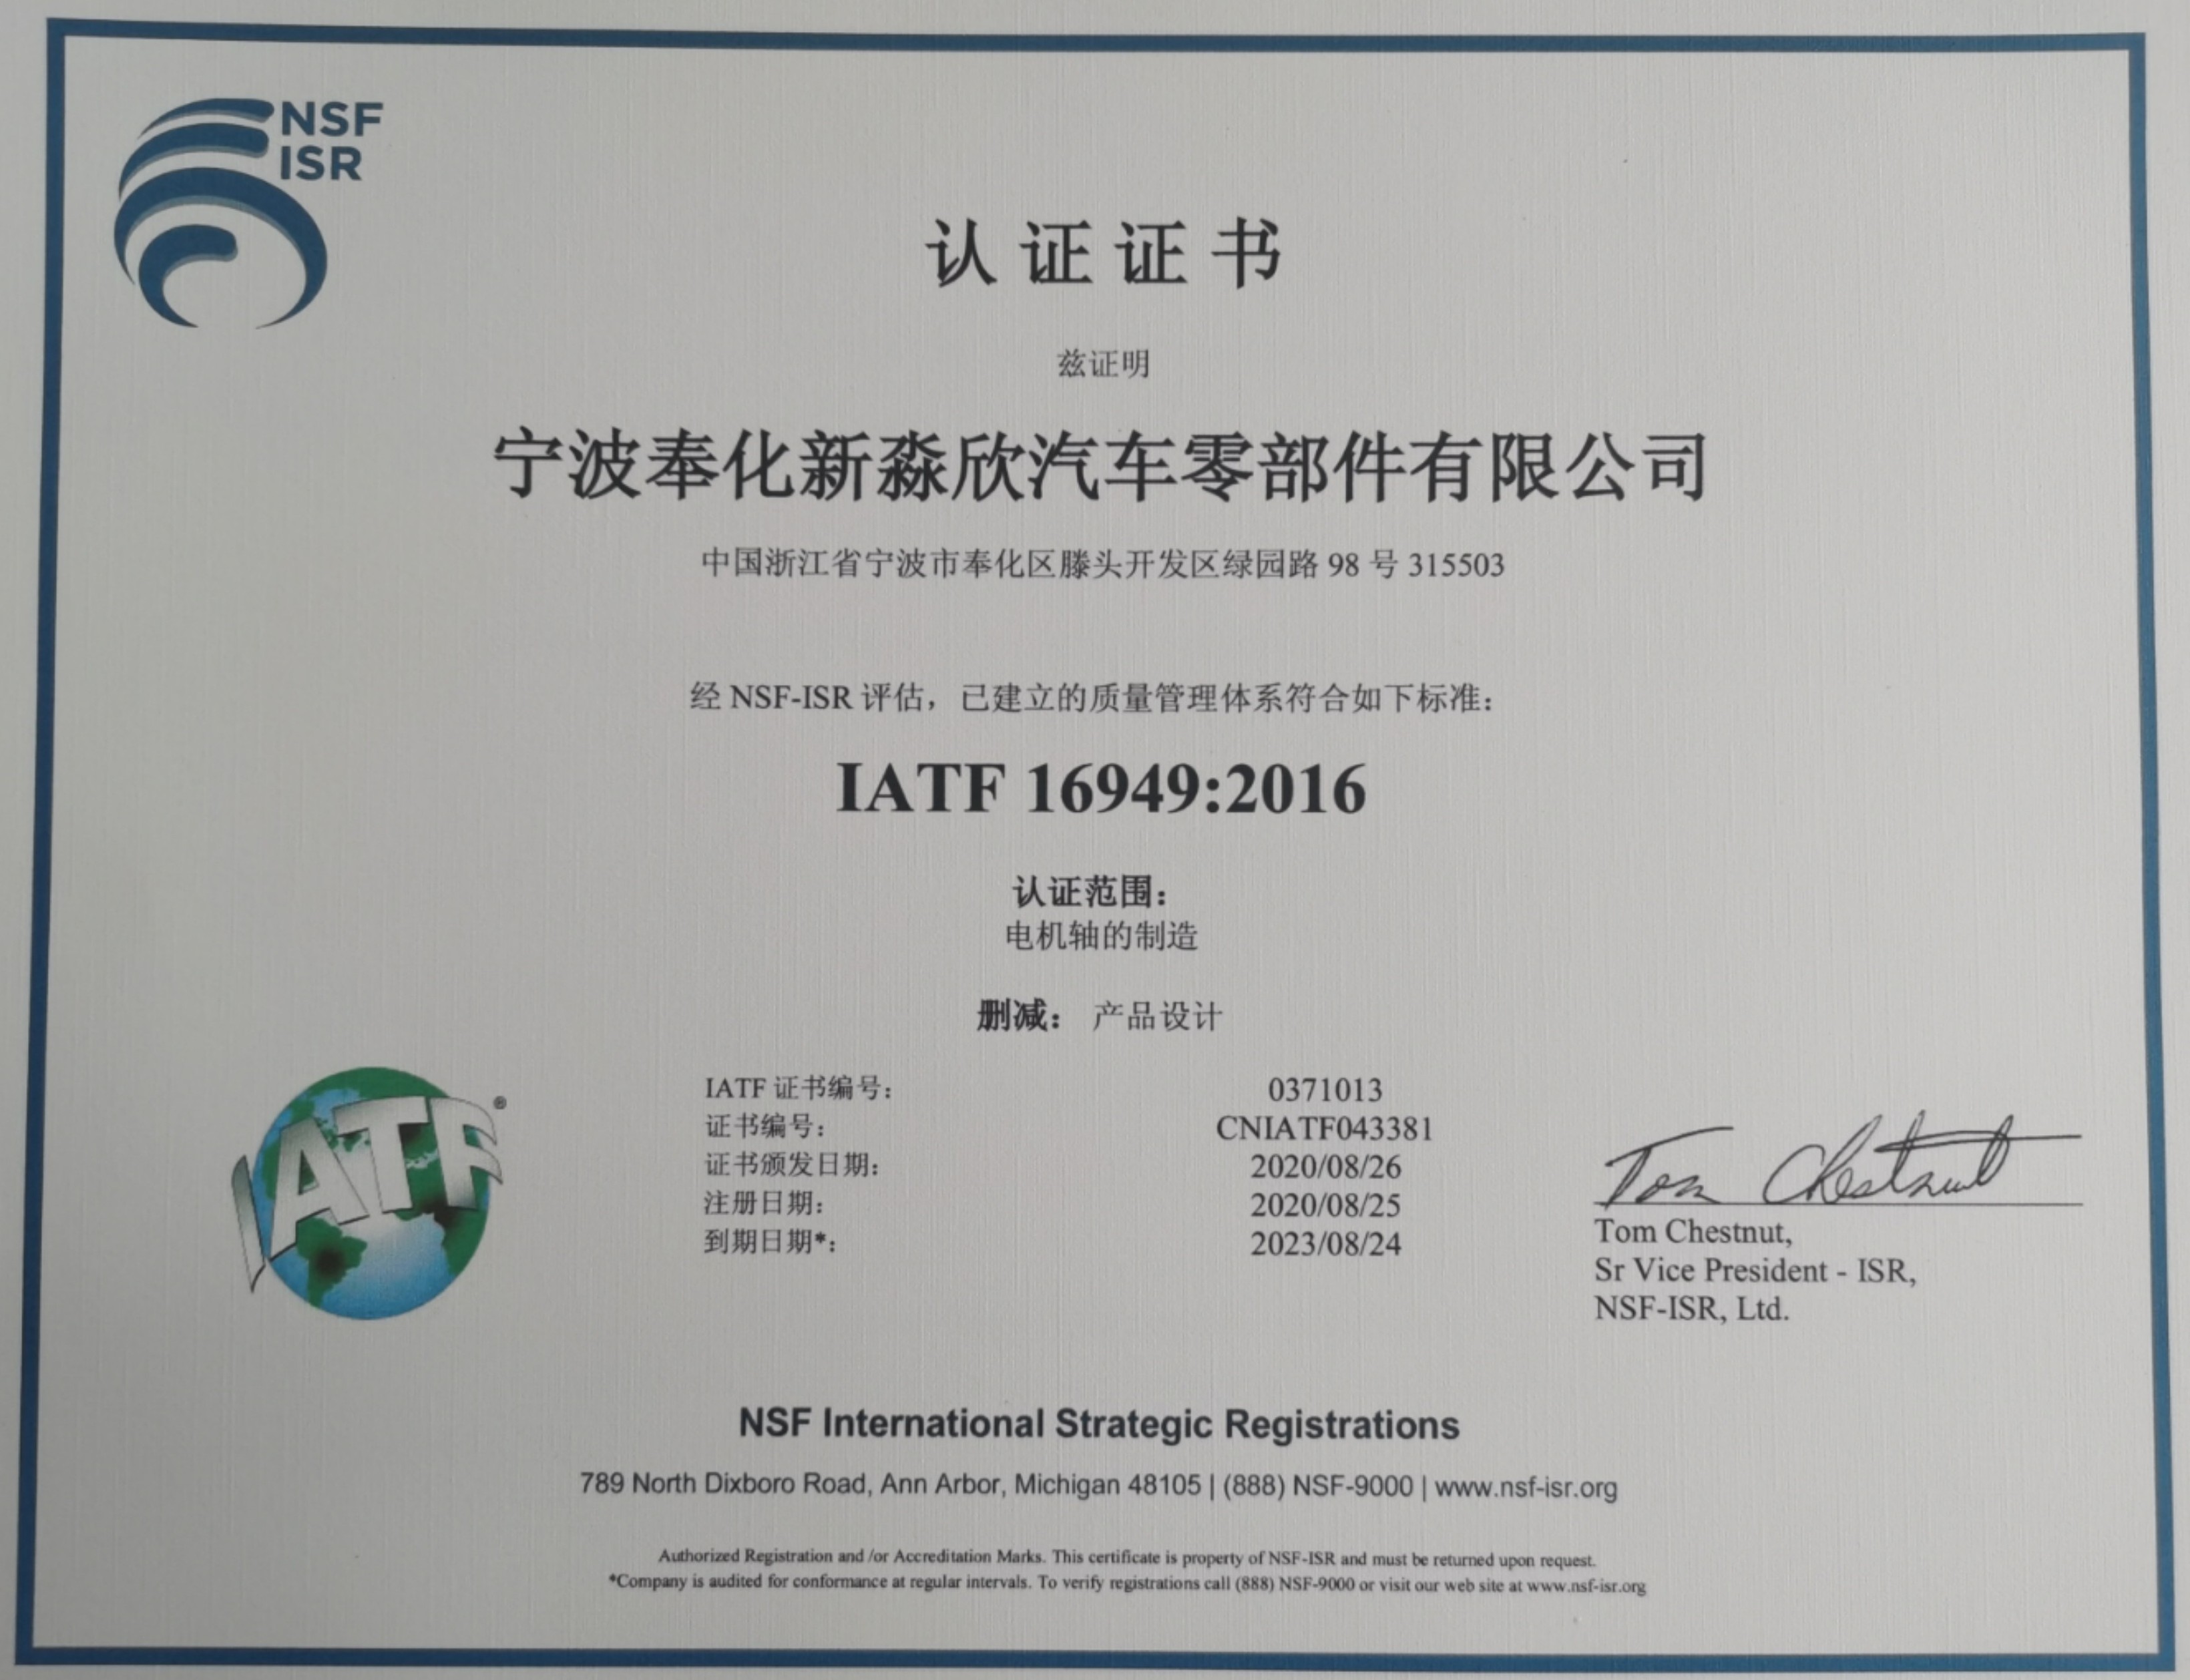 NSF
ISR
认证证书
兹证明
宁波奉化新淼欣汽车零部件有限公司
中国浙江省宁波市奉化区滕头开发区绿园路 98 号 315503
经 NSF-ISR 评估，已建立的质量管理体系符合如下标准：
IATF 16949:2016
认证范围：
电机轴的制造
删减： 产品设计
IATF®
IATF 证书编号： 0371013
证书编号： CNIATF043381
证书颁发日期： 2020/08/26
注册日期： 2020/08/25
到期日期*： 2023/08/24
Tom Chestnut
Tom Chestnut,
Sr Vice President - ISR,
NSF-ISR, Ltd.
NSF International Strategic Registrations
789 North Dixboro Road, Ann Arbor, Michigan 48105 | (888) NSF-9000 | www.nsf-isr.org
Authorized Registration and /or Accreditation Marks. This certificate is property of NSF-ISR and must be returned upon request.
*Company is audited for conformance at regular intervals. To verify registrations call (888) NSF-9000 or visit our web site at www.nsf-isr.org